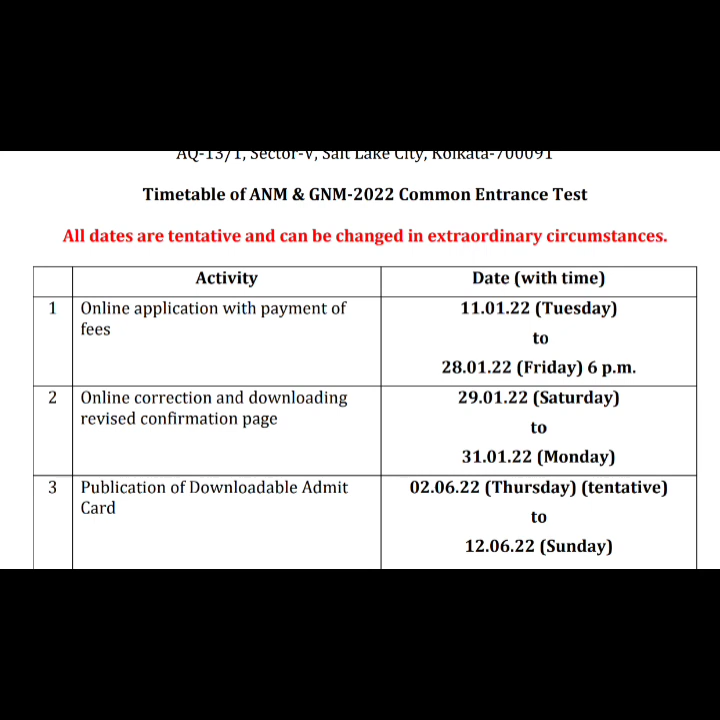 AQ-13/1, Sector-V, Salt Lake City, Kolkata-700091
Timetable of ANM & GNM-2022 Common Entrance Test
All dates are tentative and can be changed in extraordinary circumstances.
Activity Date (with time)
1 Online application with payment of fees 11.01.22 (Tuesday)
to
28.01.22 (Friday) 6 p.m.
2 Online correction and downloading revised confirmation page 29.01.22 (Saturday)
to
31.01.22 (Monday)
3 Publication of Downloadable Admit Card 02.06.22 (Thursday) (tentative)
to
12.06.22 (Sunday)